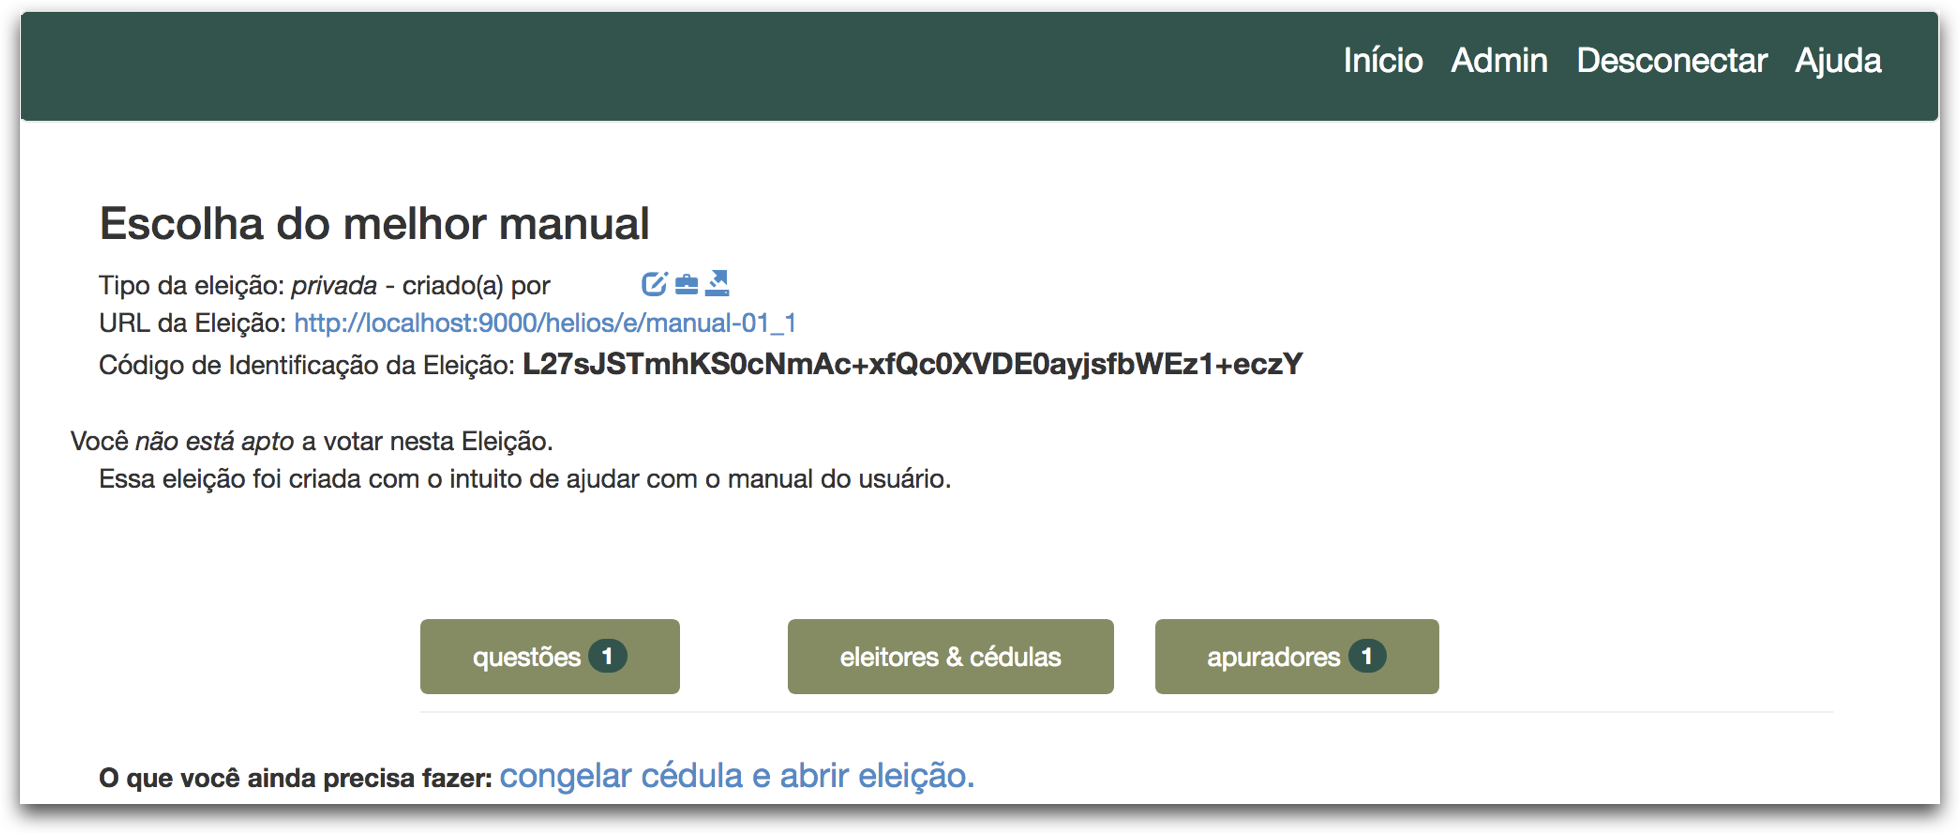 Início Admin Desconectar Ajuda
Escolha do melhor manual
Tipo da eleição: privada - criado(a) por
URL da Eleição: http://localhost:9000/helios/e/manual-01_1
Código de Identificação da Eleição: L27sJSTmhKS0cNmAc+xfQc0XVDE0ayjsfbWEz1+eczY
Você não está apto a votar nesta Eleição.
Essa eleição foi criada com o intuito de ajudar com o manual do usuário.
questões 1 eleitores & cédulas apuradores 1
O que você ainda precisa fazer: congelar cédula e abrir eleição.